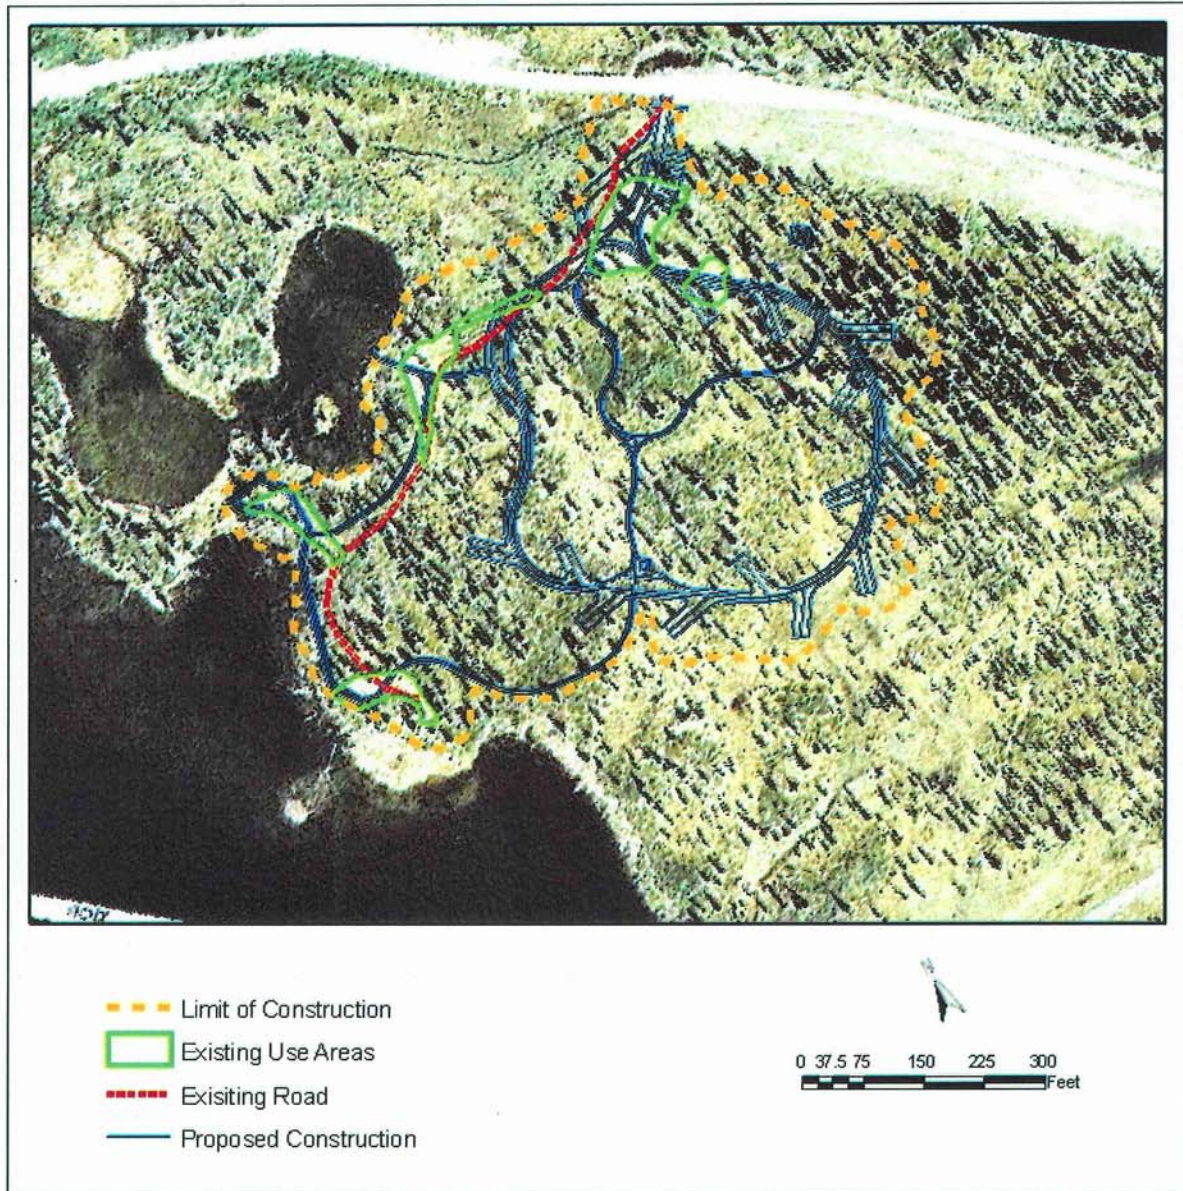 Limit of Construction
Existing Use Areas
Exisiting Road
Proposed Construction
0 37.5 75 150 225 300
Feet